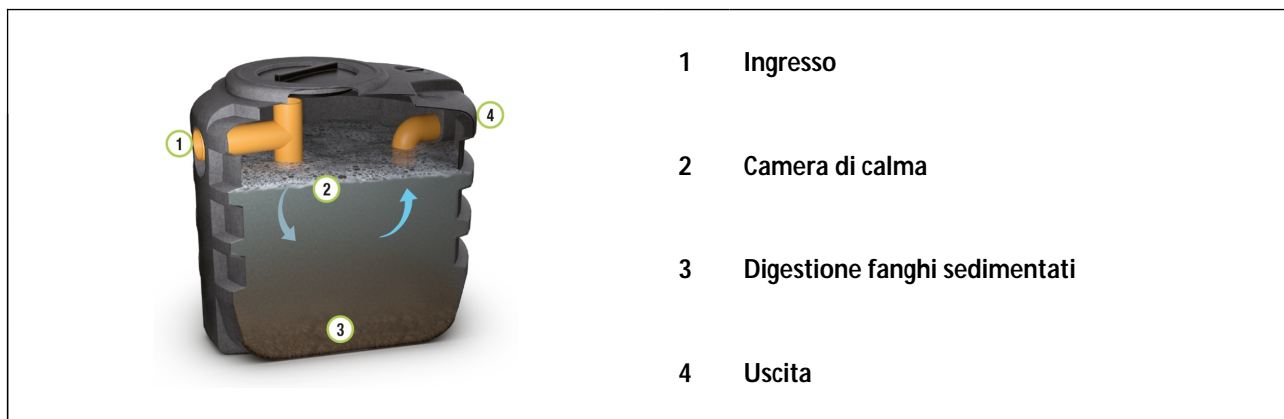 1 Ingresso
2 Camera di calma
3 Digestione fanghi sedimentati
4 Uscita
1
4
2
3